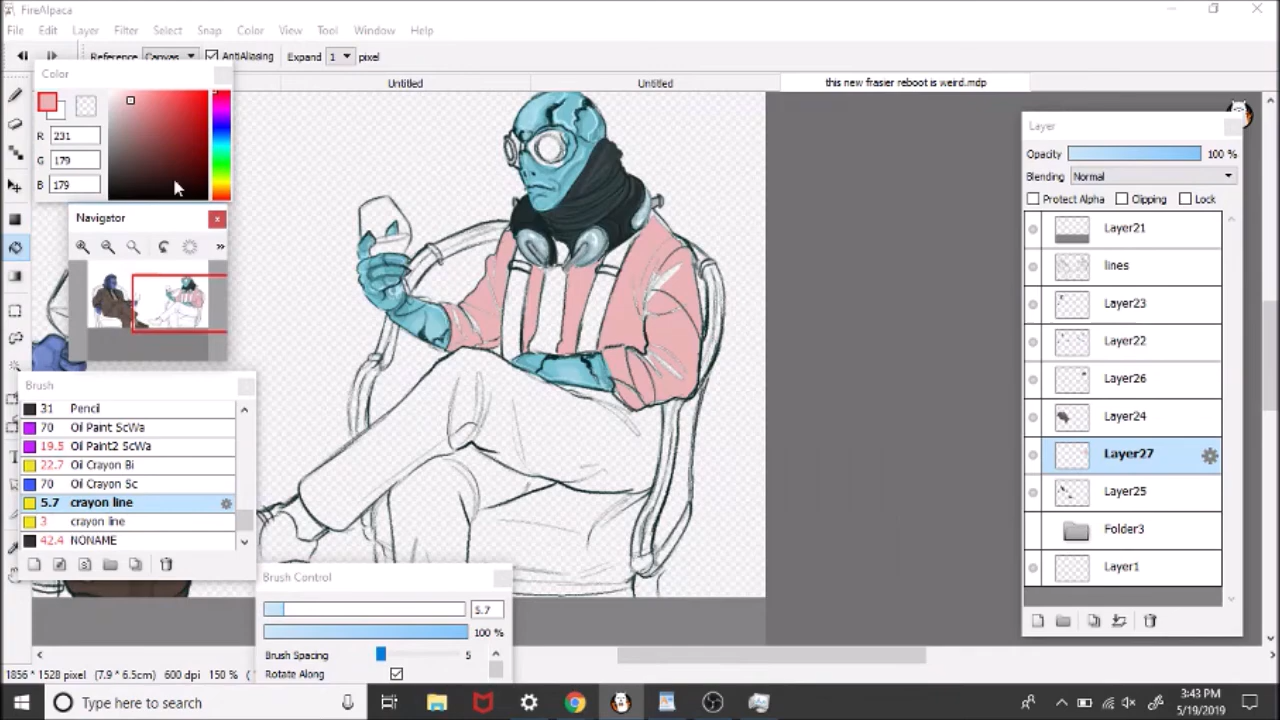 FireAlpaca
File Edit Layer Filter Select Snap Color View Tool Window Help
Reference Canvas AntiAliasing Expand 1 pixel
Color
Untitled Untitled this new frasier reboot is weird.mdp
R 231
G 179
B 179
Navigator
Brush
31 Pencil
70 Oil Paint ScWa
19.5 Oil Paint2 ScWa
22.7 Oil Crayon Bi
70 Oil Crayon Sc
5.7 crayon line
3 crayon line
42.4 NONAME
Brush Control
5.7
100 %
Brush Spacing 5
Rotate Along
Layer
Opacity 100 %
Blending Normal
Protect Alpha Clipping Lock
Layer21
lines
Layer23
Layer22
Layer26
Layer24
Layer27
Layer25
Folder3
Layer1
1856 * 1528 pixel (7.9 * 6.5cm) 600 dpi 150 %
Type here to search
3:43 PM
5/19/2019